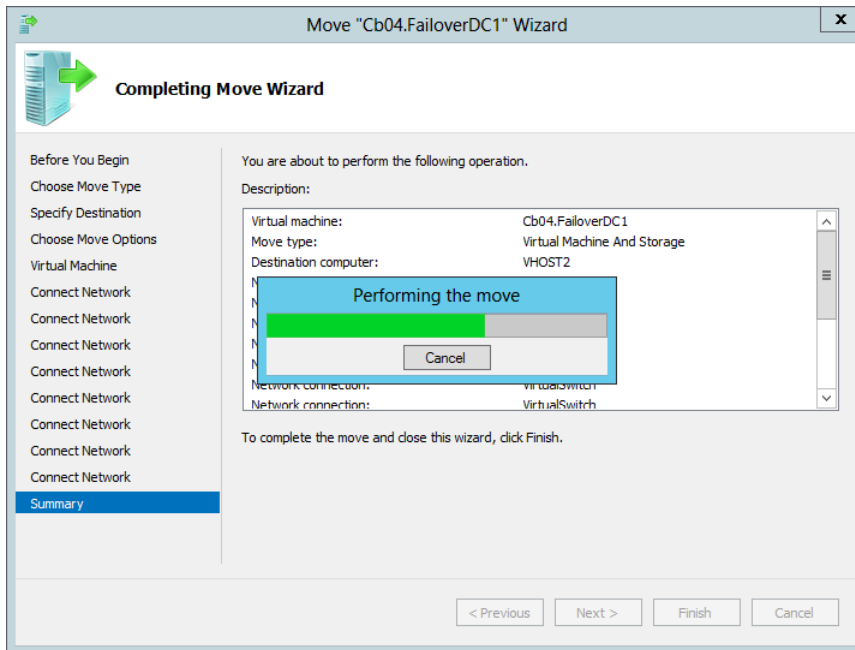 Move "Cb04.FailoverDC1" Wizard
x
Completing Move Wizard
Before You Begin
Choose Move Type
Specify Destination
Choose Move Options
Virtual Machine
Connect Network
Connect Network
Connect Network
Connect Network
Connect Network
Connect Network
Connect Network
Connect Network
Summary
You are about to perform the following operation.
Description:
Virtual machine: Cb04.FailoverDC1
Move type: Virtual Machine And Storage
Destination computer: VHOST2
Performing the move
Cancel
Network connection: VirtualSwitch
Network connection: VirtualSwitch
To complete the move and close this wizard, click Finish.
< Previous Next > Finish Cancel